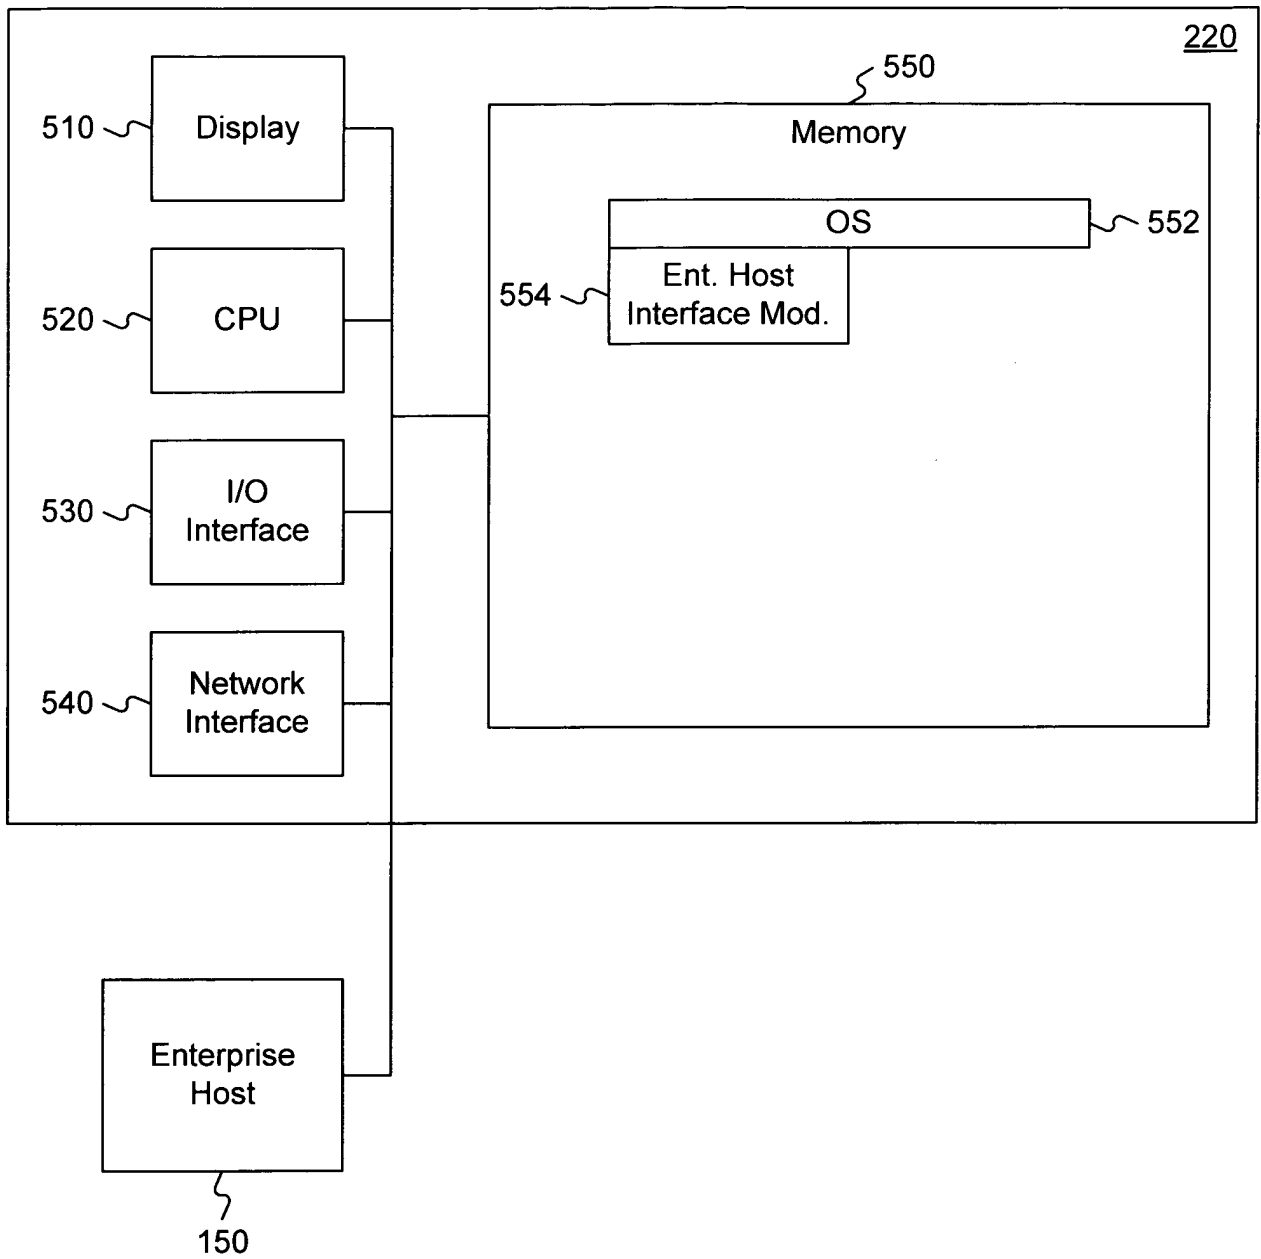 220
550
510
Display
Memory
OS
552
520
CPU
554
Ent. Host
Interface Mod.
530
I/O
Interface
540
Network
Interface
Enterprise
Host
150